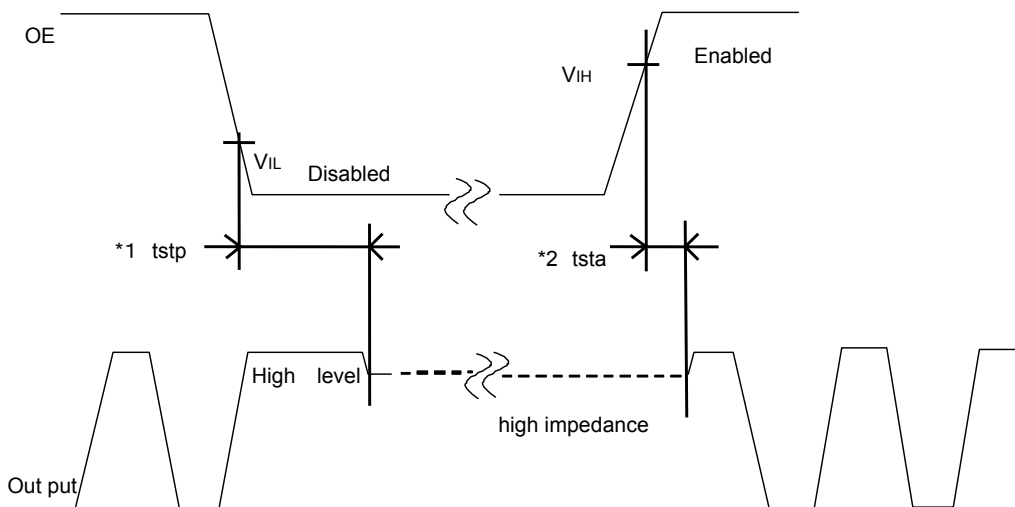 OE
Enabled
VIH
VIL
Disabled
*1 tstp
*2 tsta
High level
high impedance
Out put